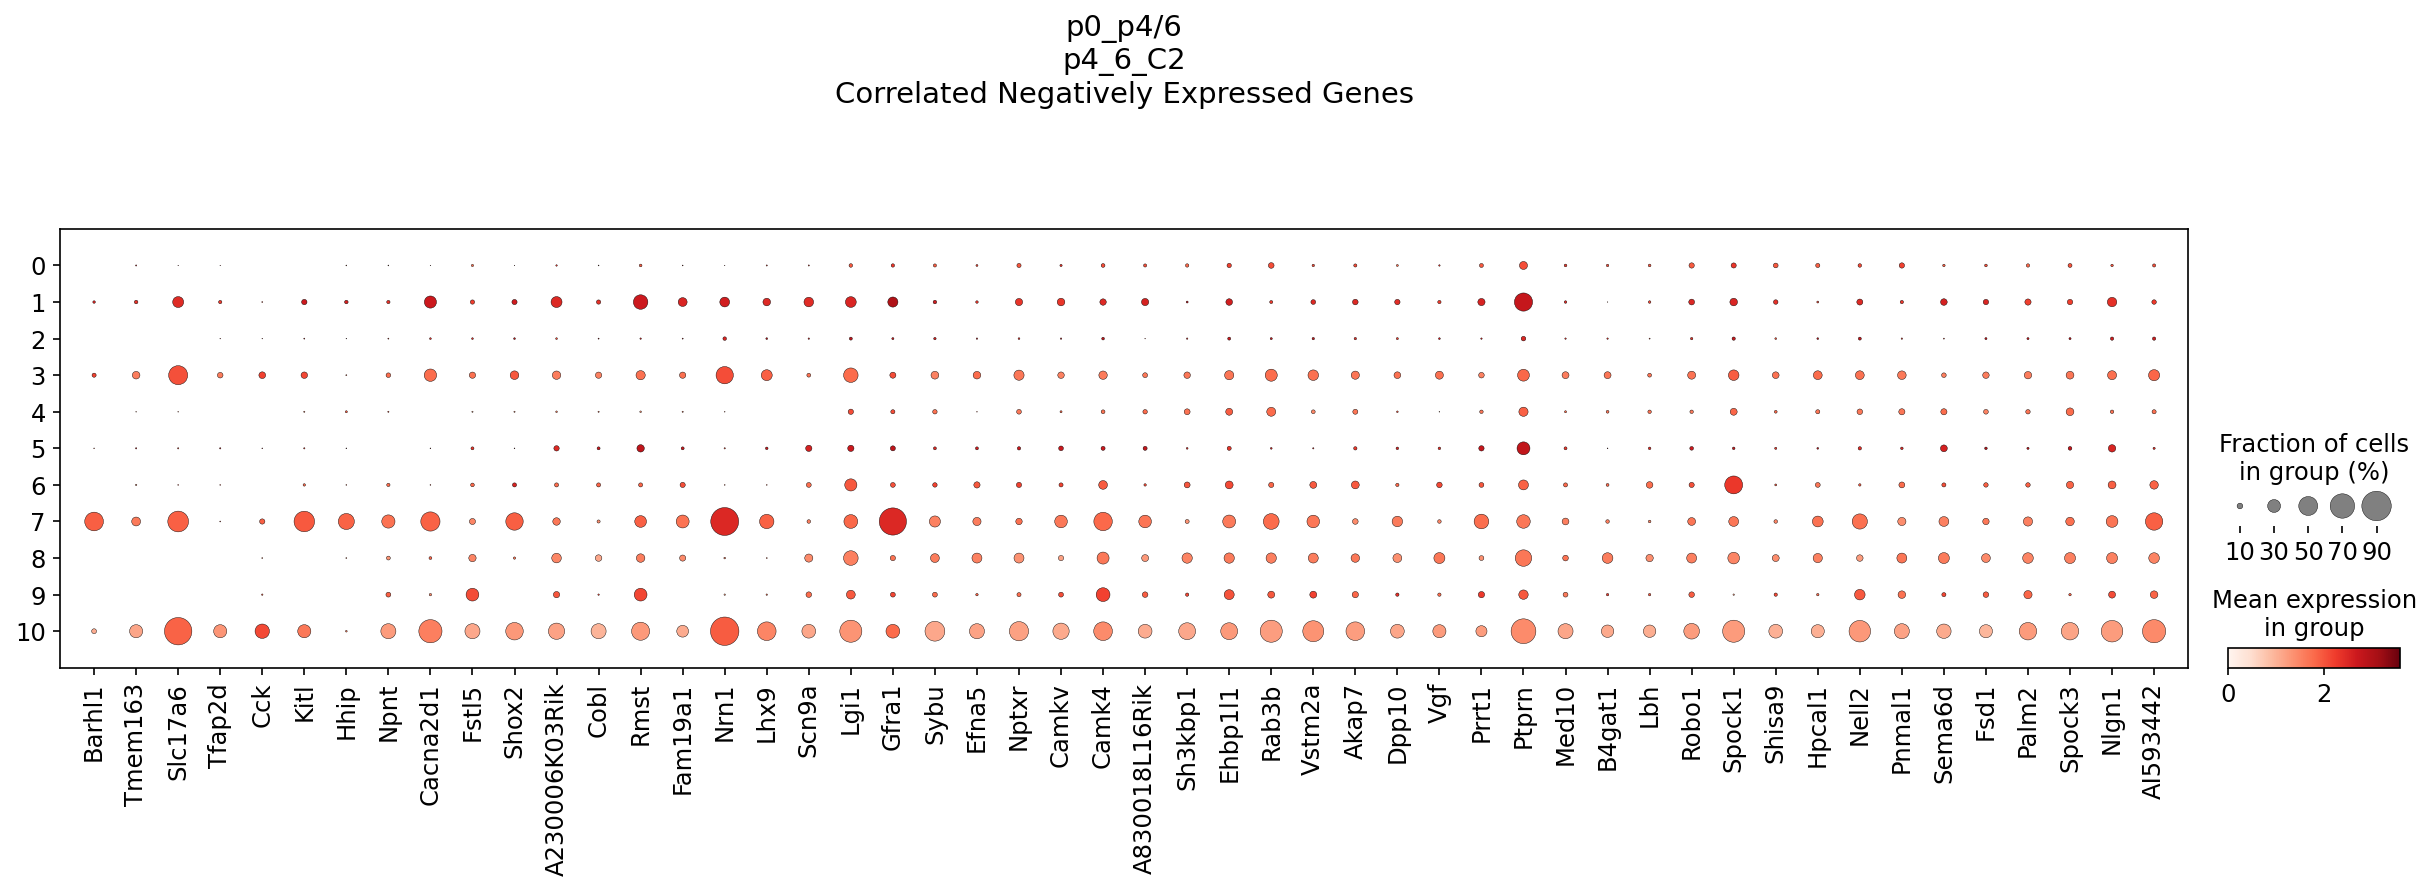 p0_p4/6
p4_6_C2
Correlated Negatively Expressed Genes
0
1
2
3
4
5
6
7
8
9
10
Barhl1
Tmem163
Slc17a6
Tfap2d
Cck
Kitl
Hhip
Npnt
Cacna2d1
Fstl5
Shox2
A230006K03Rik
Cobl
Rmst
Fam19a1
Nrn1
Lhx9
Scn9a
Lgi1
Gfra1
Sybu
Efna5
Nptxr
Camkv
Camk4
A830018L16Rik
Sh3kbp1
Ehbp1l1
Rab3b
Vstm2a
Akap7
Dpp10
Vgf
Prrt1
Ptprn
Med10
B4gat1
Lbh
Robo1
Spock1
Shisa9
Hpcal1
Nell2
Pnmal1
Sema6d
Fsd1
Palm2
Spock3
Nlgn1
AI593442
Fraction of cells
in group (%)
10 30 50 70 90
Mean expression
in group
0 2